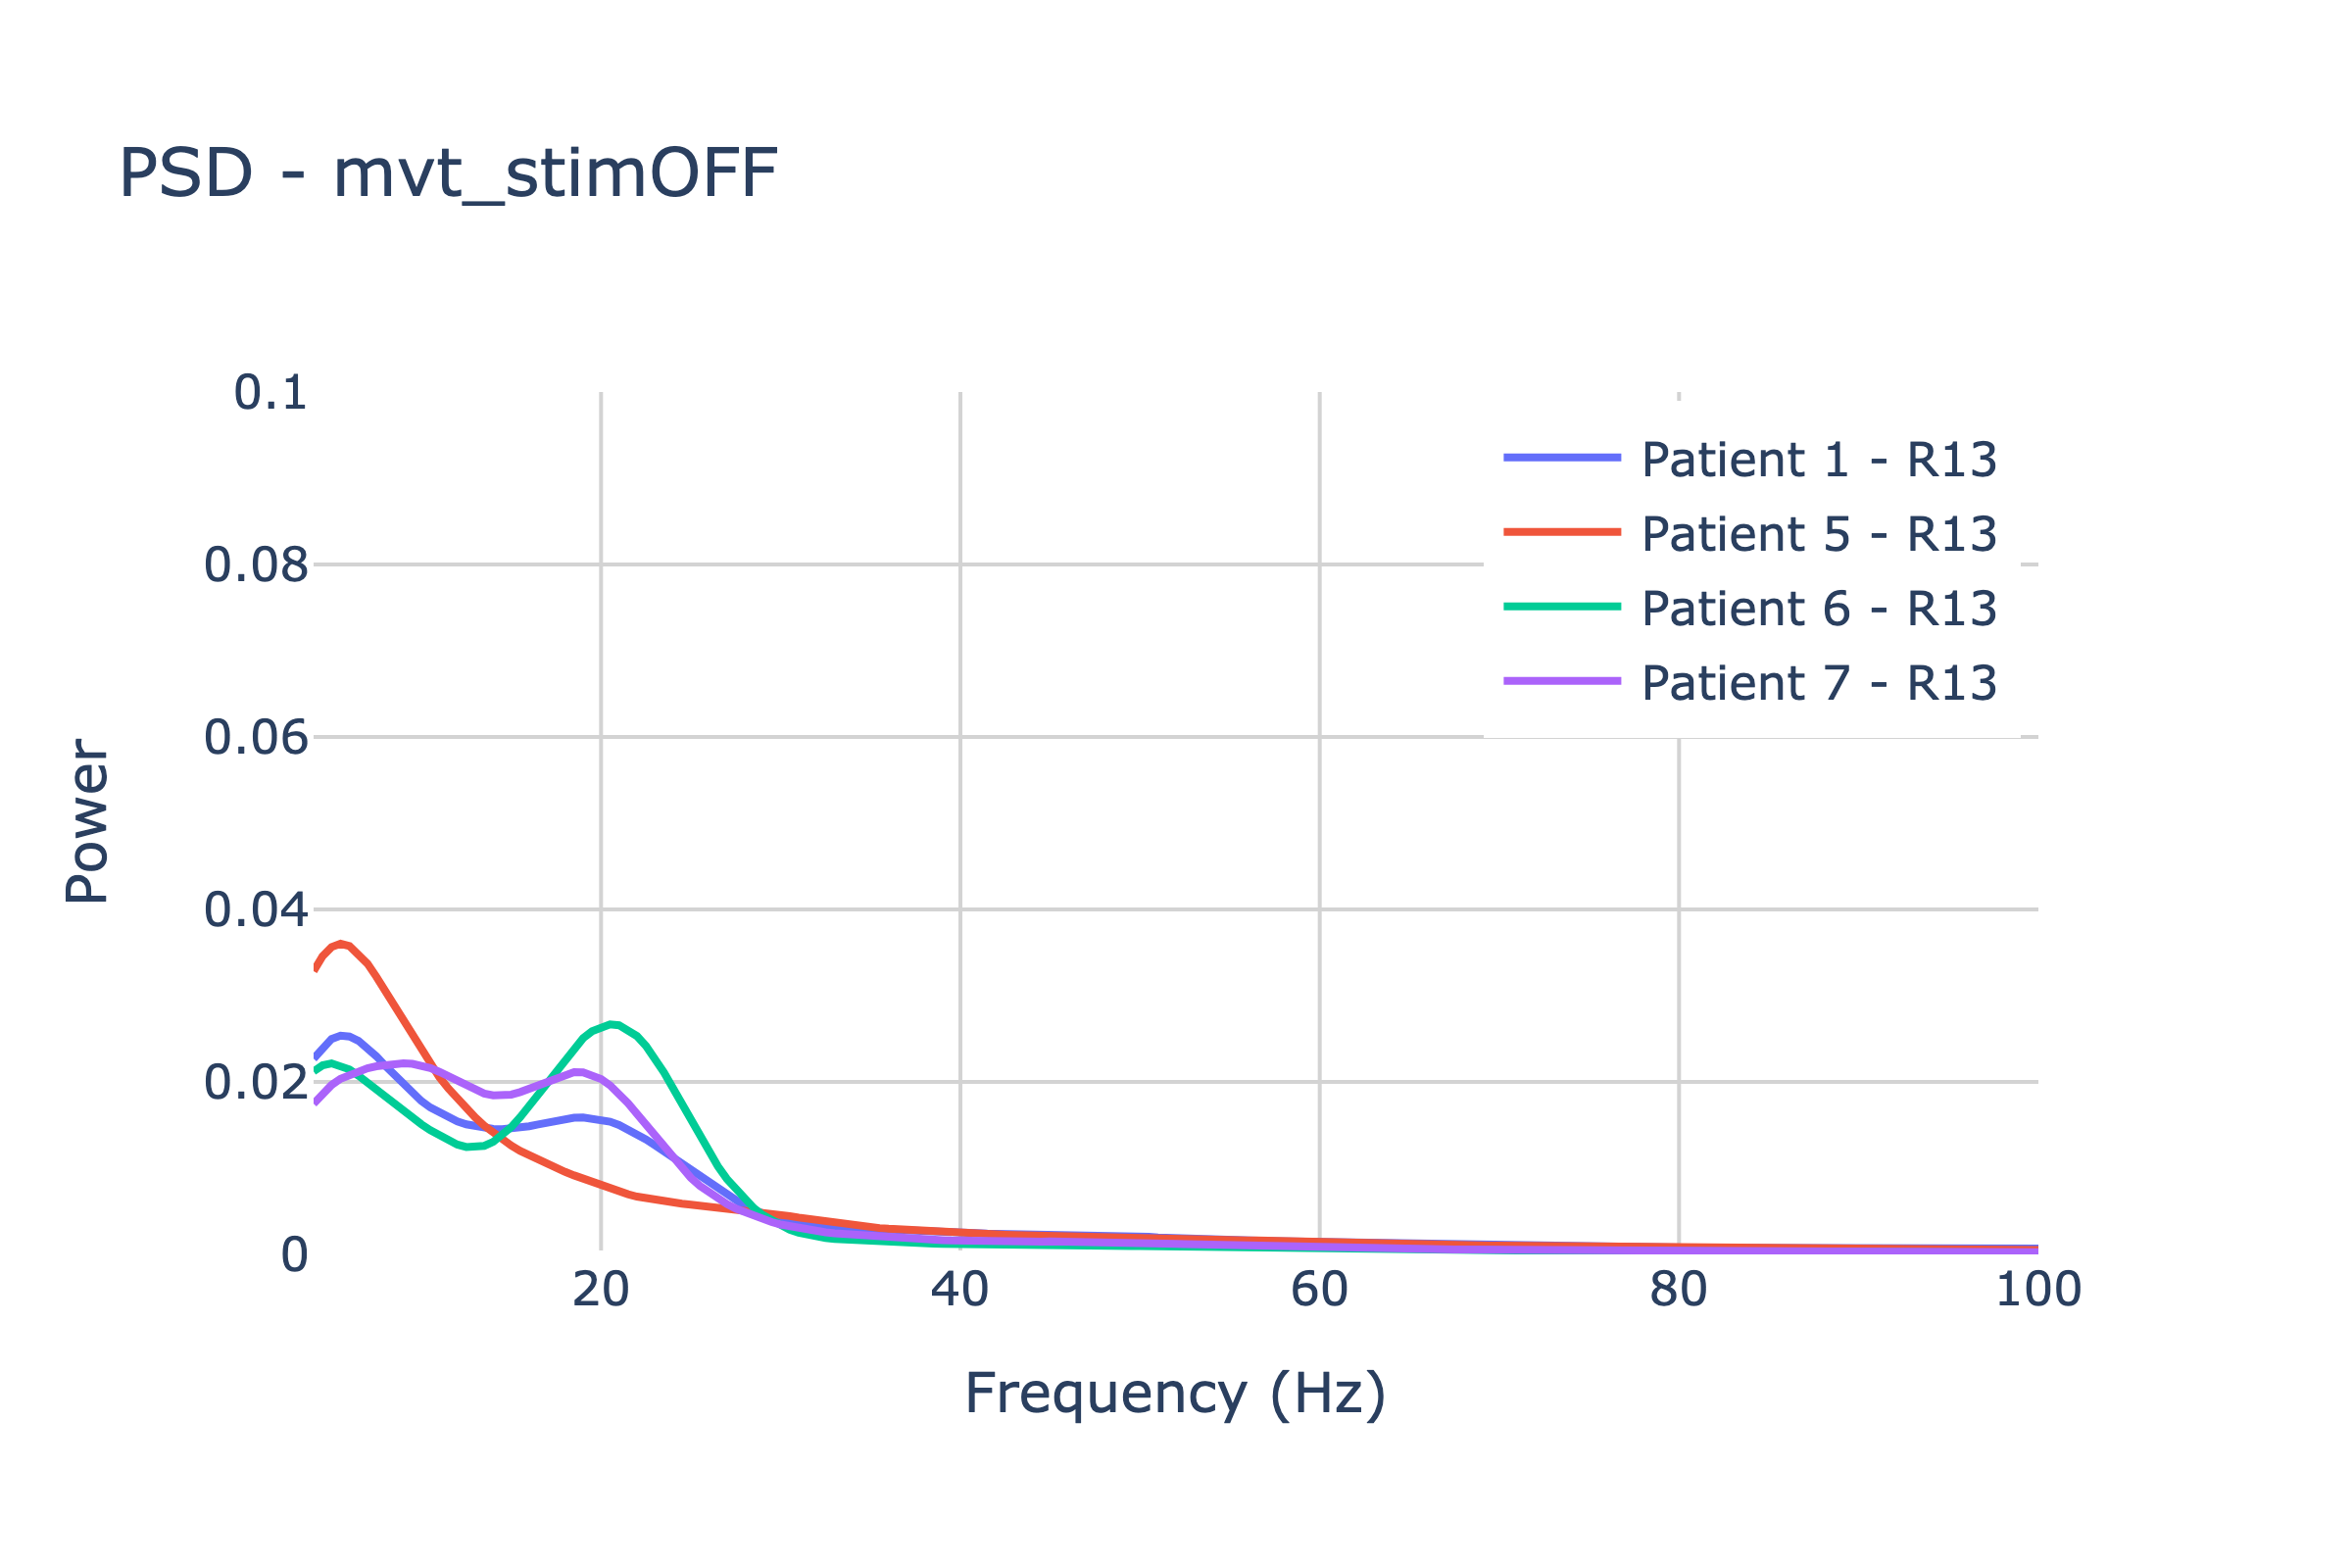 PSD - mvt_stimOFF
0.1
0.08
0.06
0.04
0.02
0
Power
20
40
60
80
100
Frequency (Hz)
Patient 1 - R13
Patient 5 - R13
Patient 6 - R13
Patient 7 - R13